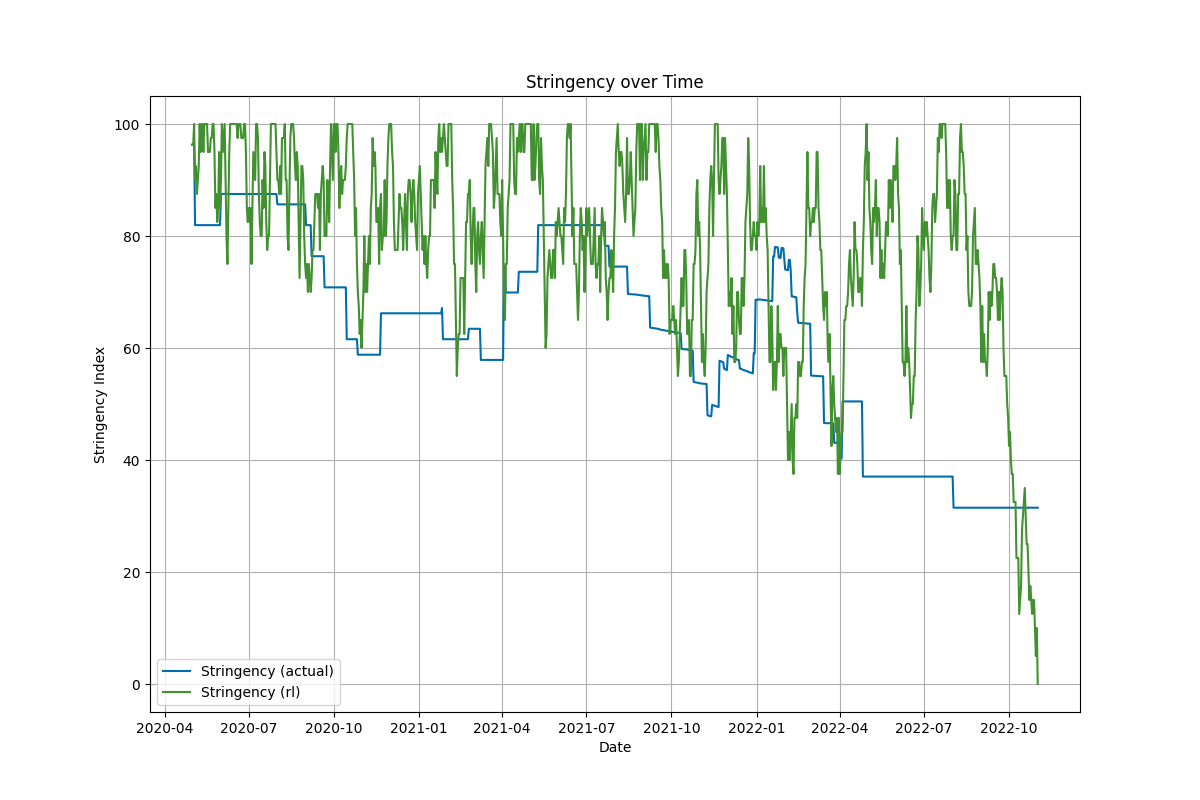 Stringency over Time
Stringency Index
100
80
60
40
20
0
Stringency (actual)
Stringency (rl)
2020-04 2020-07 2020-10 2021-01 2021-04 2021-07 2021-10 2022-01 2022-04 2022-07 2022-10
Date